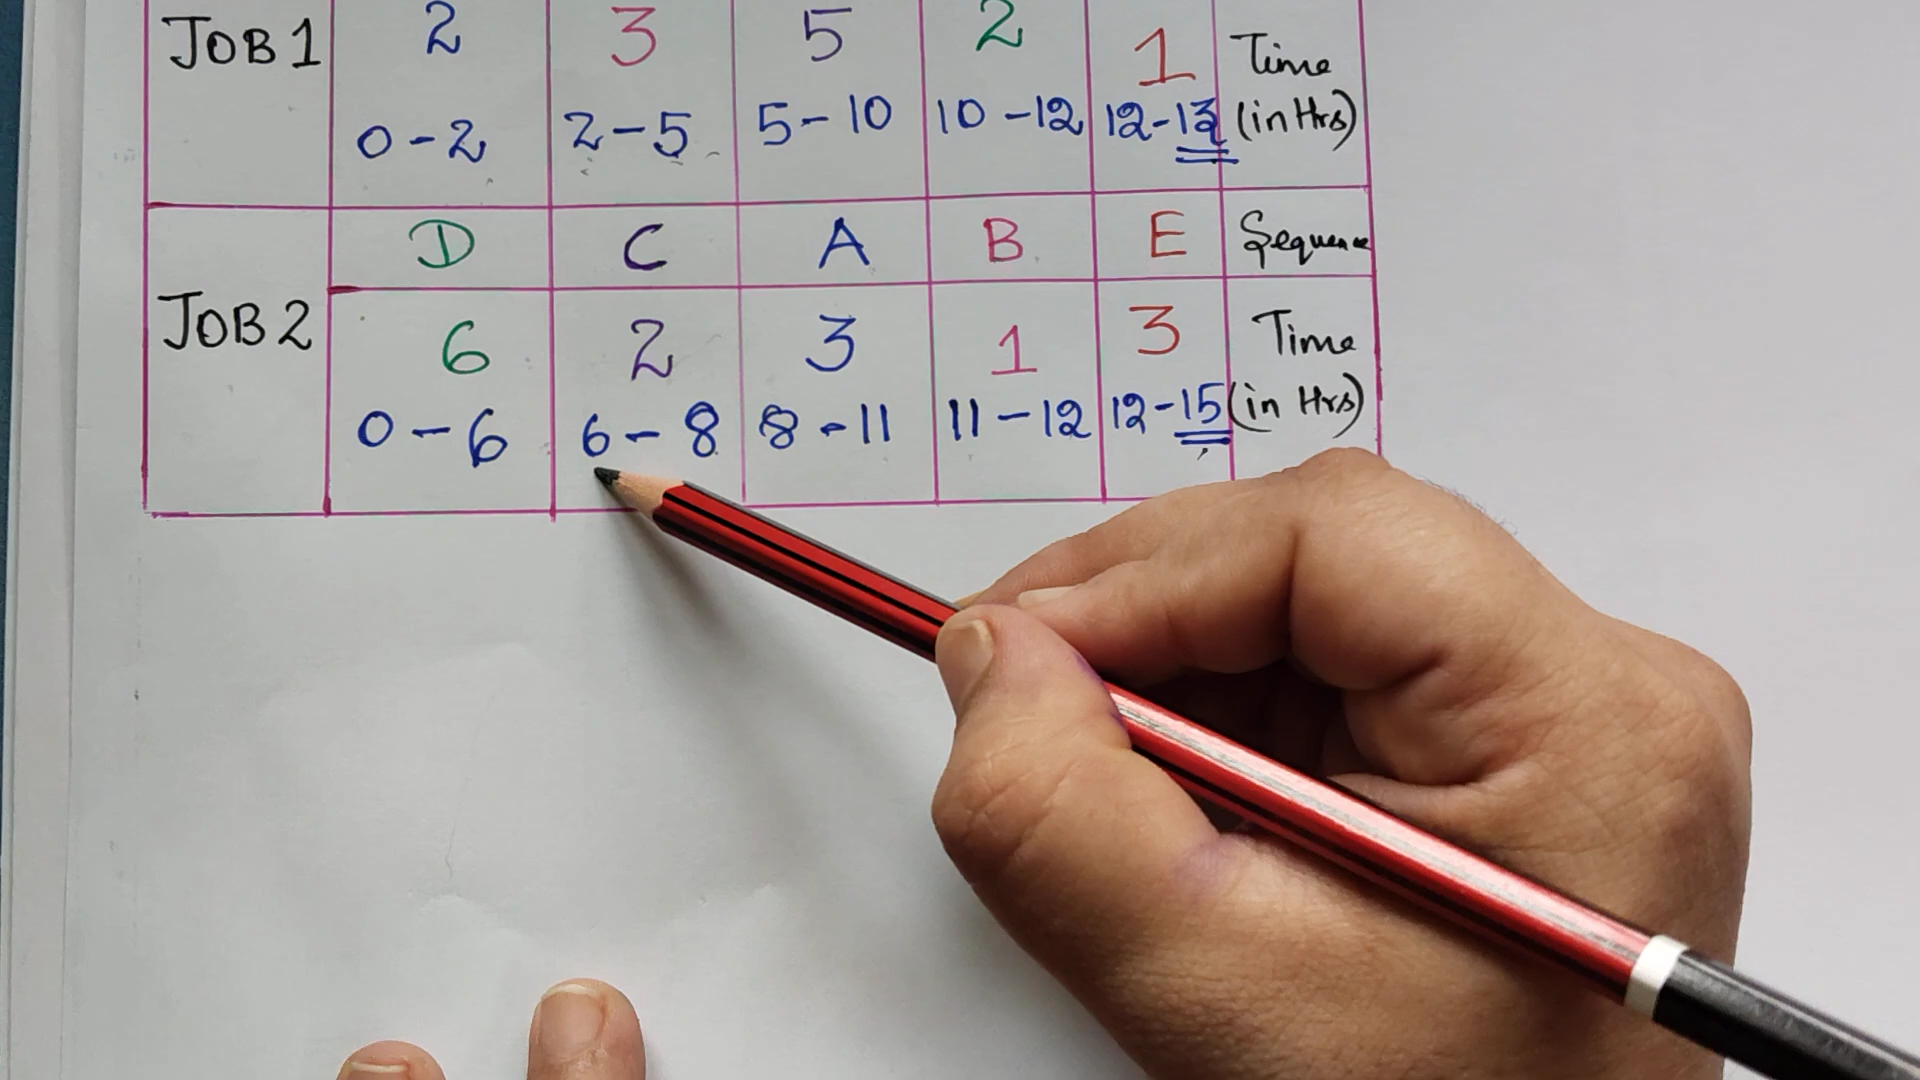 JOB 1 2 3 5 2 1 Time
0-2 2-5 5-10 10-12 12-13 (in Hrs)
D C A B E Sequence
JOB 2 6 2 3 1 3 Time
0-6 6-8 8-11 11-12 12-15 (in Hrs)